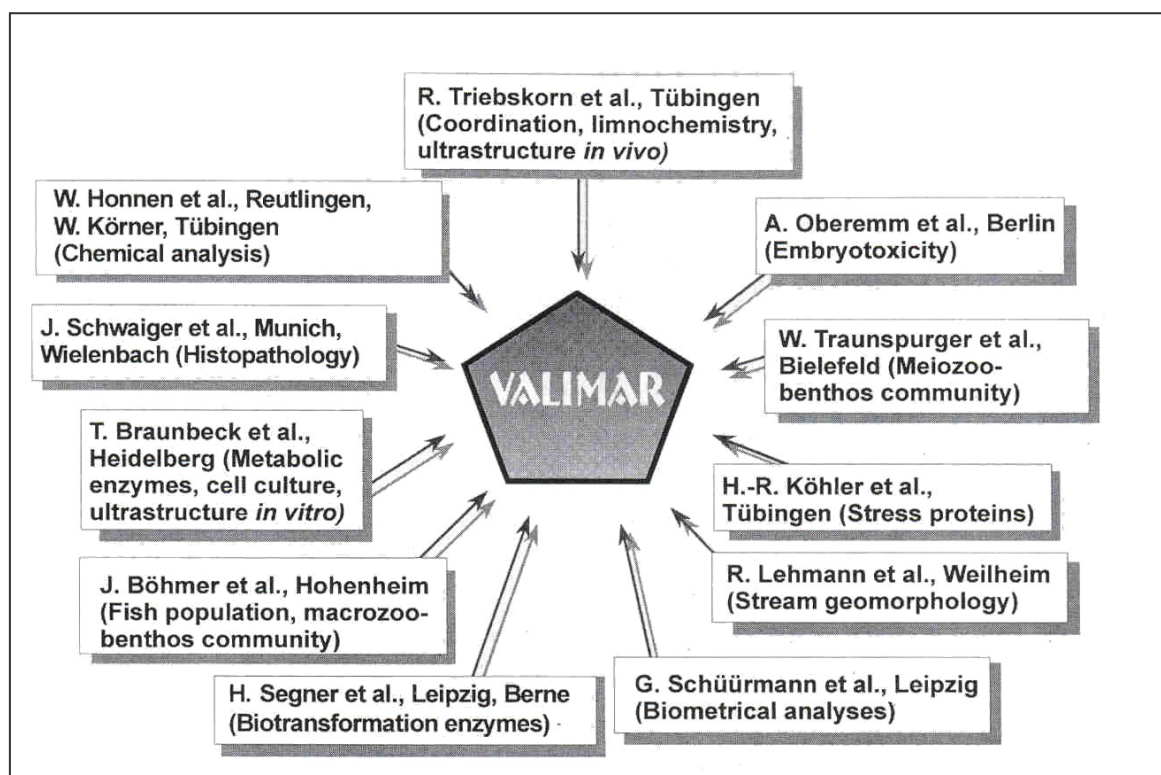 R. Triebskorn et al., Tübingen
(Coordination, limnochemistry,
ultrastructure in vivo)
W. Honnen et al., Reutlingen,
W. Körner, Tübingen
(Chemical analysis)
A. Oberemm et al., Berlin
(Embryotoxicity)
J. Schwaiger et al., Munich,
Wielenbach (Histopathology)
W. Traunspurger et al.,
Bielefeld (Meiozoo-
benthos community)
VALIMAR
T. Braunbeck et al.,
Heidelberg (Metabolic
enzymes, cell culture,
ultrastructure in vitro)
H.-R. Köhler et al.,
Tübingen (Stress proteins)
J. Böhmer et al., Hohenheim
(Fish population, macrozoo-
benthos community)
R. Lehmann et al., Weilheim
(Stream geomorphology)
H. Segner et al., Leipzig, Berne
(Biotransformation enzymes)
G. Schüürmann et al., Leipzig
(Biometrical analyses)